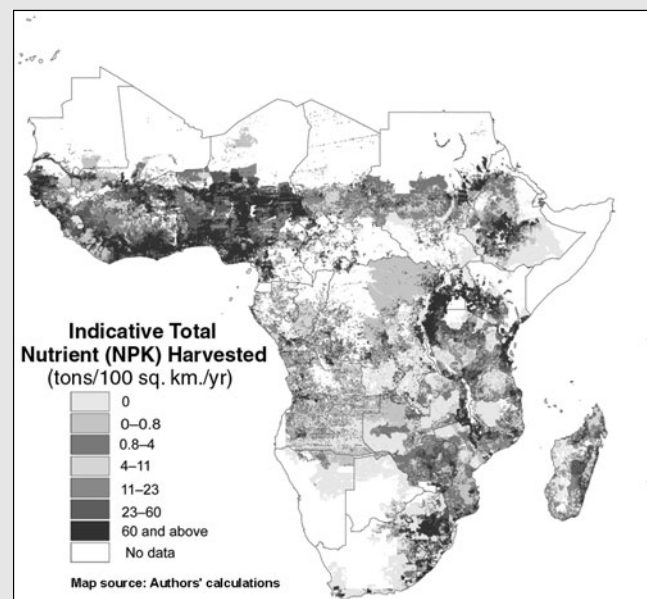 Indicative Total
Nutrient (NPK) Harvested
(tons/100 sq. km./yr)
0
0–0.8
0.8–4
4–11
11–23
23–60
60 and above
No data
Map source: Authors' calculations